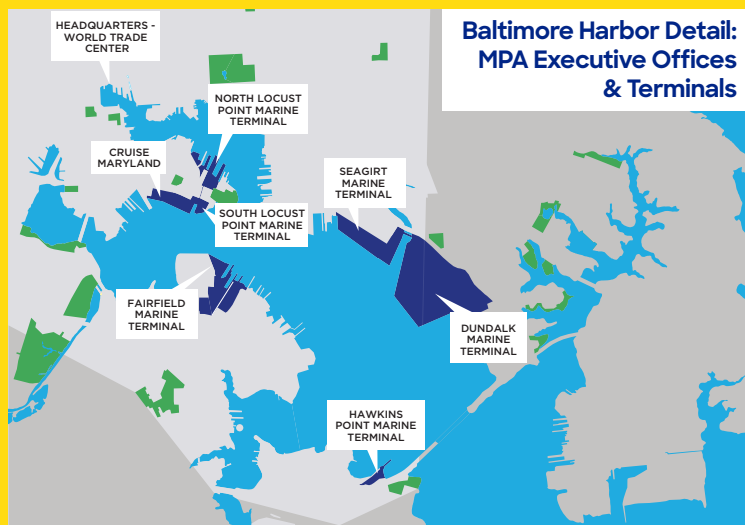 Baltimore Harbor Detail:
MPA Executive Offices
& Terminals
HEADQUARTERS -
WORLD TRADE
CENTER
NORTH LOCUST
POINT MARINE
TERMINAL
CRUISE
MARYLAND
SEAGIRT
MARINE
TERMINAL
SOUTH LOCUST
POINT MARINE
TERMINAL
FAIRFIELD
MARINE
TERMINAL
DUNDALK
MARINE
TERMINAL
HAWKINS
POINT MARINE
TERMINAL